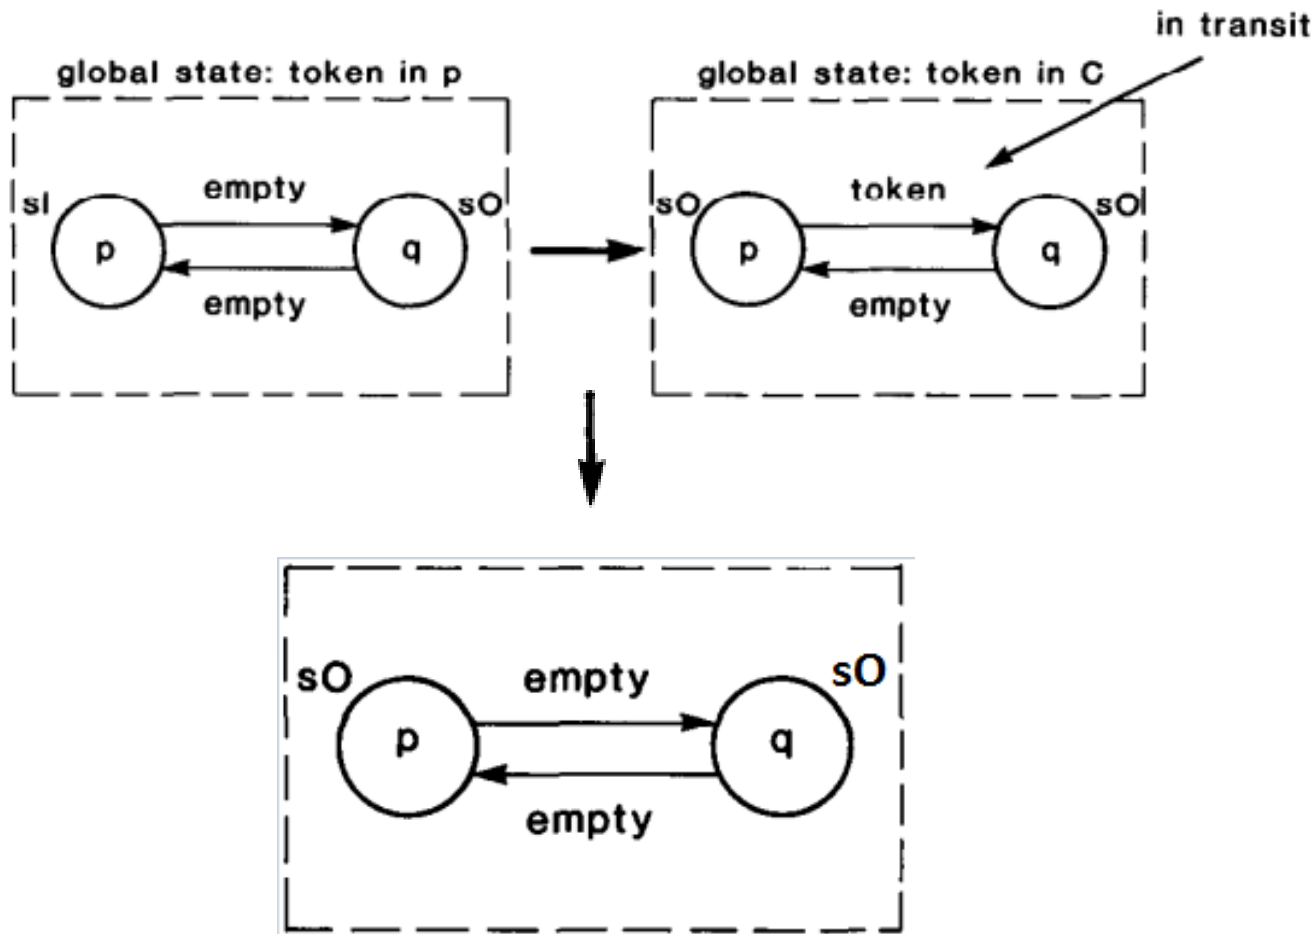 in transit
global state: token in p
global state: token in C
empty
token
sI
sO
sO
sO
p
q
p
q
empty
empty
sO
empty
sO
p
q
empty